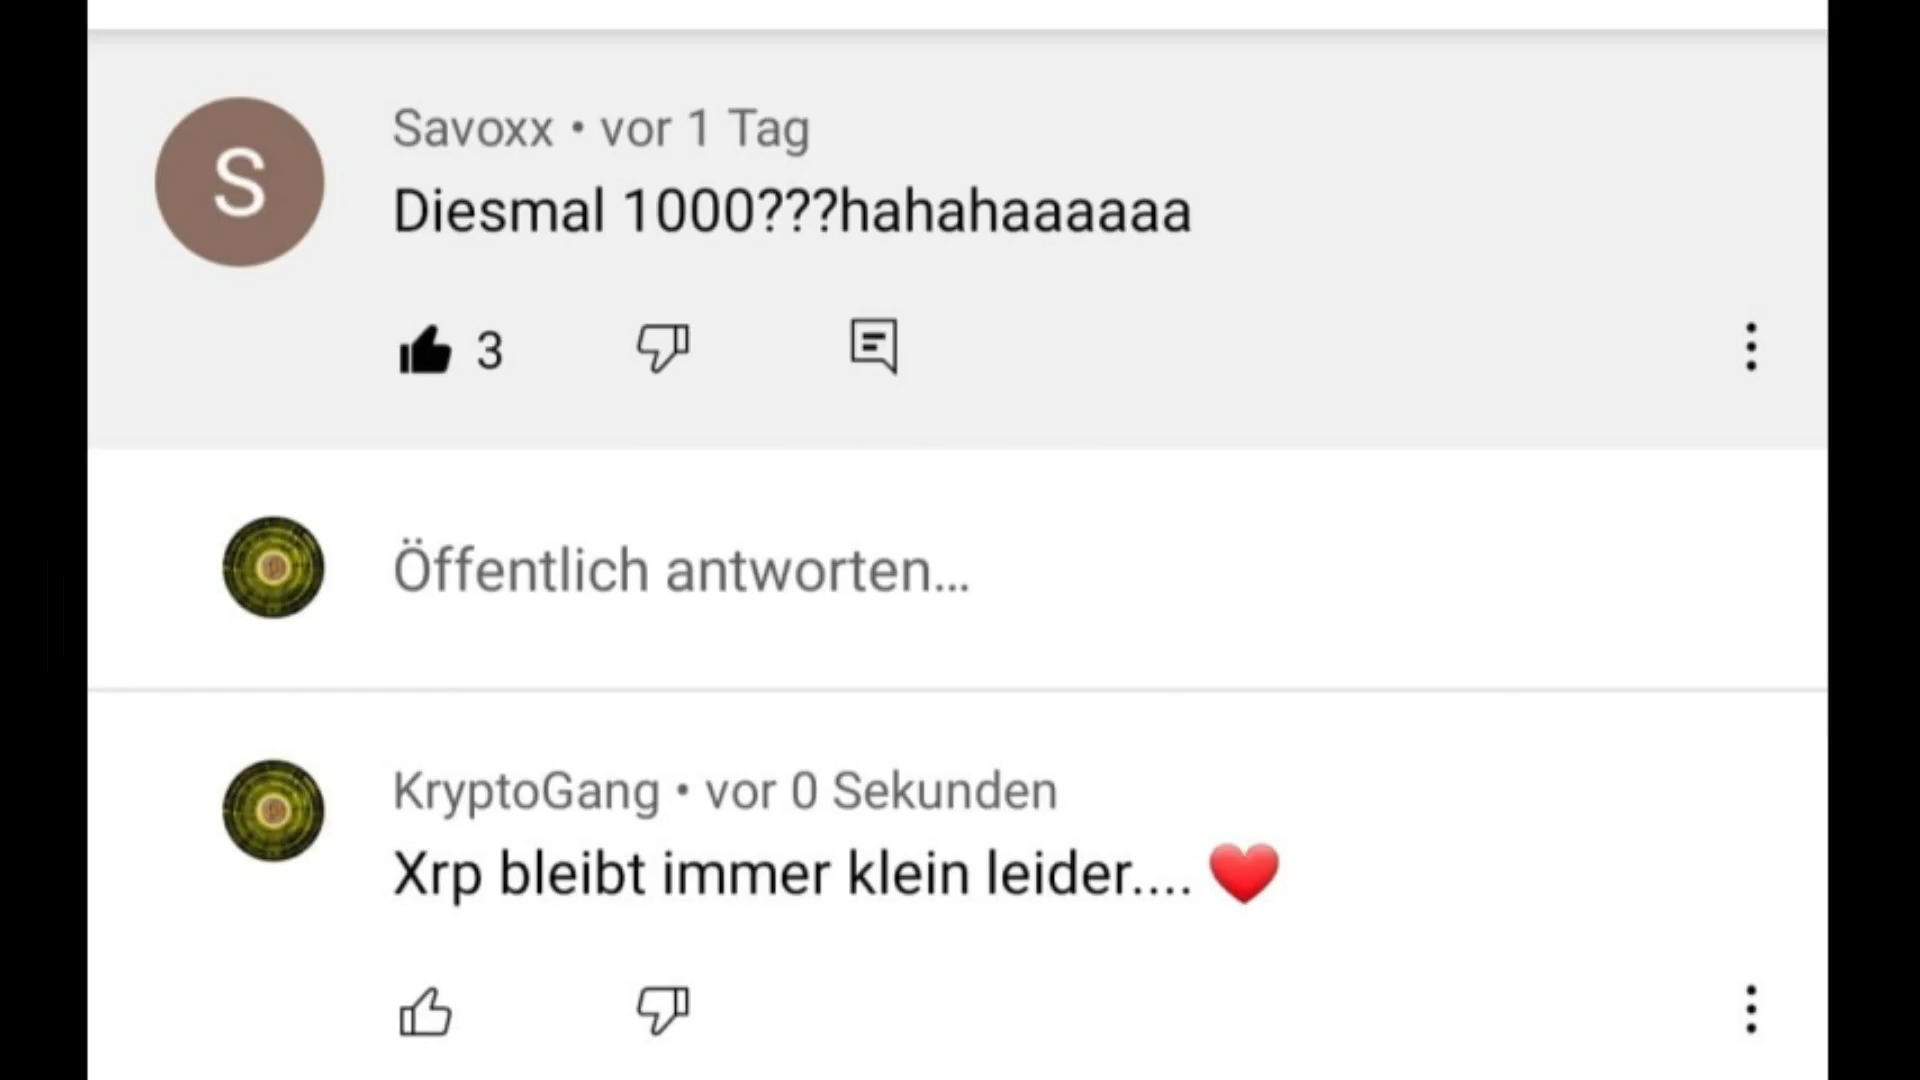 S
Savoxx • vor 1 Tag
Diesmal 1000???hahahaaaaaa
3
Öffentlich antworten...
KryptoGang • vor 0 Sekunden
Xrp bleibt immer klein leider.... ❤️